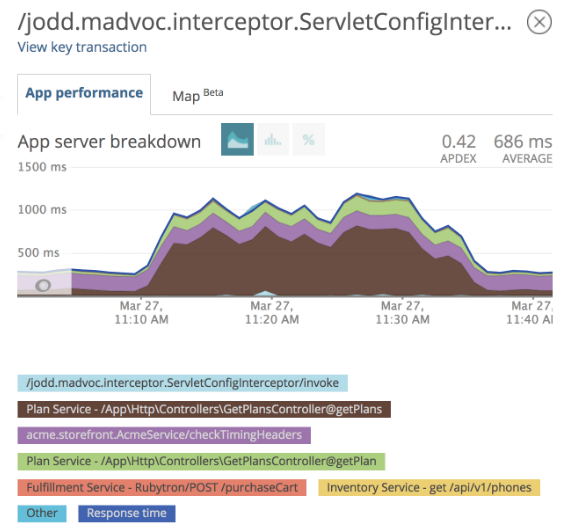 /jodd.madvoc.interceptor.ServletConfigInter...
View key transaction
App performance
Map Beta
App server breakdown
0.42
686 ms
APDEX
AVERAGE
1500 ms
1000 ms
500 ms
Mar 27,
11:10 AM
Mar 27,
11:20 AM
Mar 27,
11:30 AM
Mar 27,
11:40 AM
/jodd.madvoc.interceptor.ServletConfigInterceptor/invoke
Plan Service - /App\Http\Controllers\GetPlansController@getPlans
acme.storefront.AcmeService/checkTimingHeaders
Plan Service - /App\Http\Controllers\GetPlansController@getPlan
Fulfillment Service - Rubytron/POST /purchaseCart
Inventory Service - get /api/v1/phones
Other
Response time